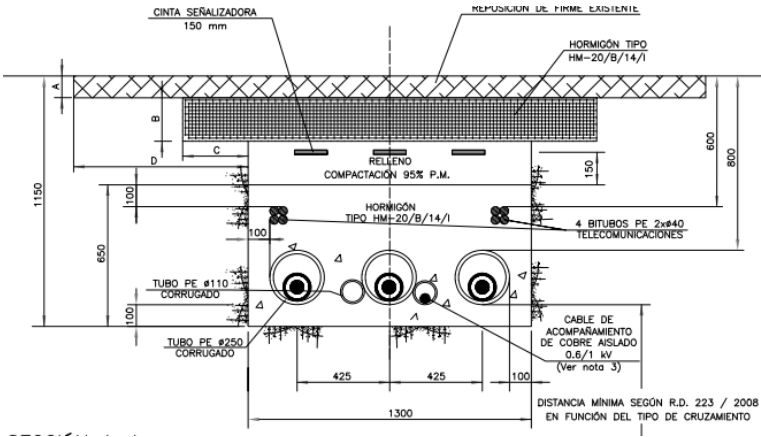 CINTA SEÑALIZADORA
150 mm
REPOSICIÓN DE FIRME EXISTENTE
HORMIGÓN TIPO
HM-20/B/14/I
A
B
C
D
RELLENO
COMPACTACIÓN 95% P.M.
150
600
800
1150
650
100
100
100
HORMIGÓN
TIPO HM-20/B/14/I
4 BITUBOS PE 2xø40
TELECOMUNICACIONES
TUBO PE ø110
CORRUGADO
TUBO PE ø250
CORRUGADO
CABLE DE
ACOMPAÑAMIENTO
DE COBRE AISLADO
0.6/1 kV
(Ver nota 3)
425
425
100
1300
DISTANCIA MÍNIMA SEGÚN R.D. 223 / 2008
EN FUNCIÓN DEL TIPO DE CRUZAMIENTO